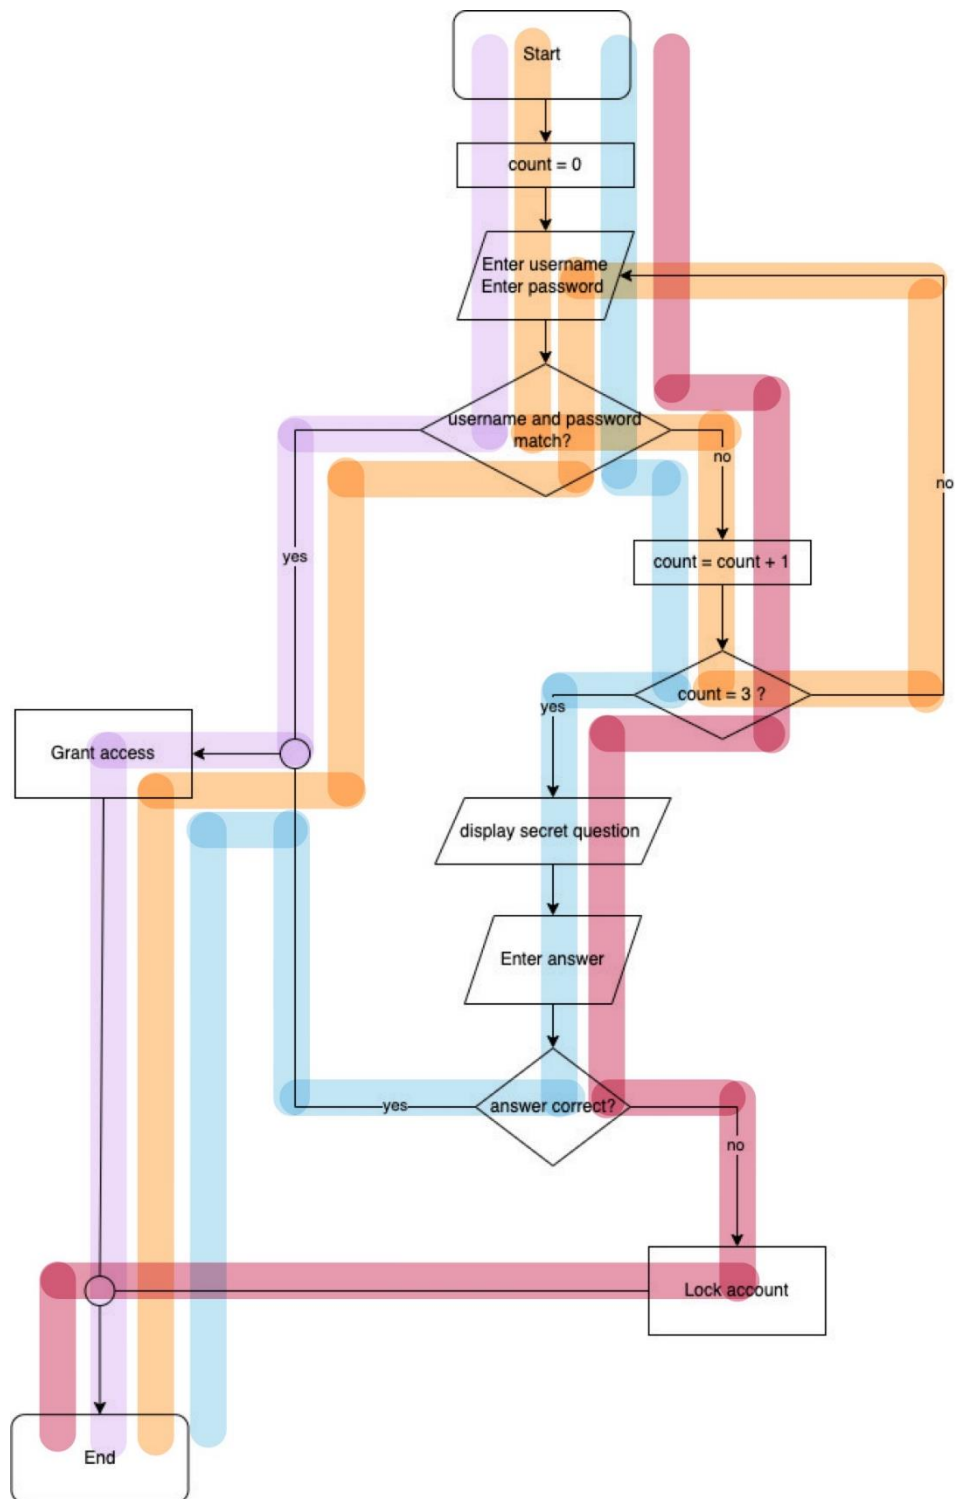 Start
count = 0
Enter username
Enter password
username and password
match?
no
no
yes
count = count + 1
count = 3 ?
yes
Grant access
display secret question
Enter answer
answer correct?
yes
no
Lock account
End